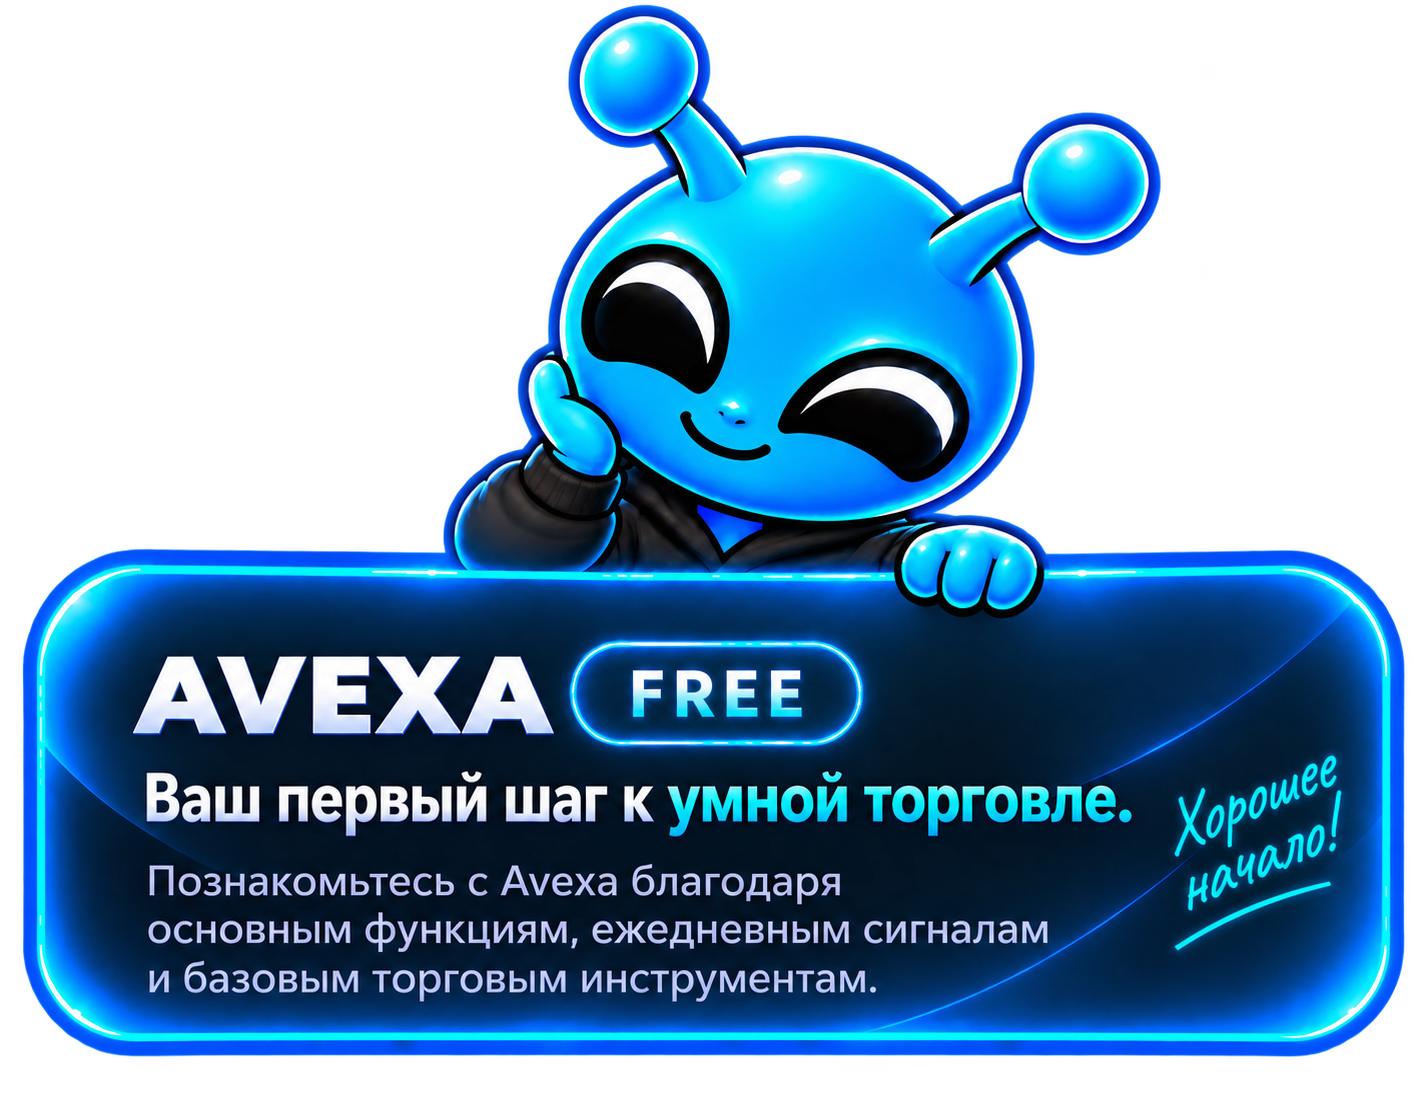 AVEXA FREE
Ваш первый шаг к умной торговле.
Познакомьтесь с Avexa благодаря
основным функциям, ежедневным сигналам
и базовым торговым инструментам.
Хорошее
начало!